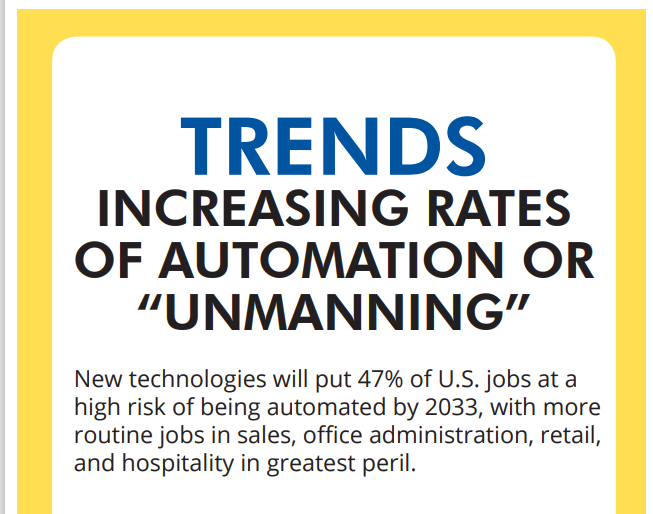 TRENDS
INCREASING RATES
OF AUTOMATION OR
“UNMANNING”
New technologies will put 47% of U.S. jobs at a
high risk of being automated by 2033, with more
routine jobs in sales, office administration, retail,
and hospitality in greatest peril.